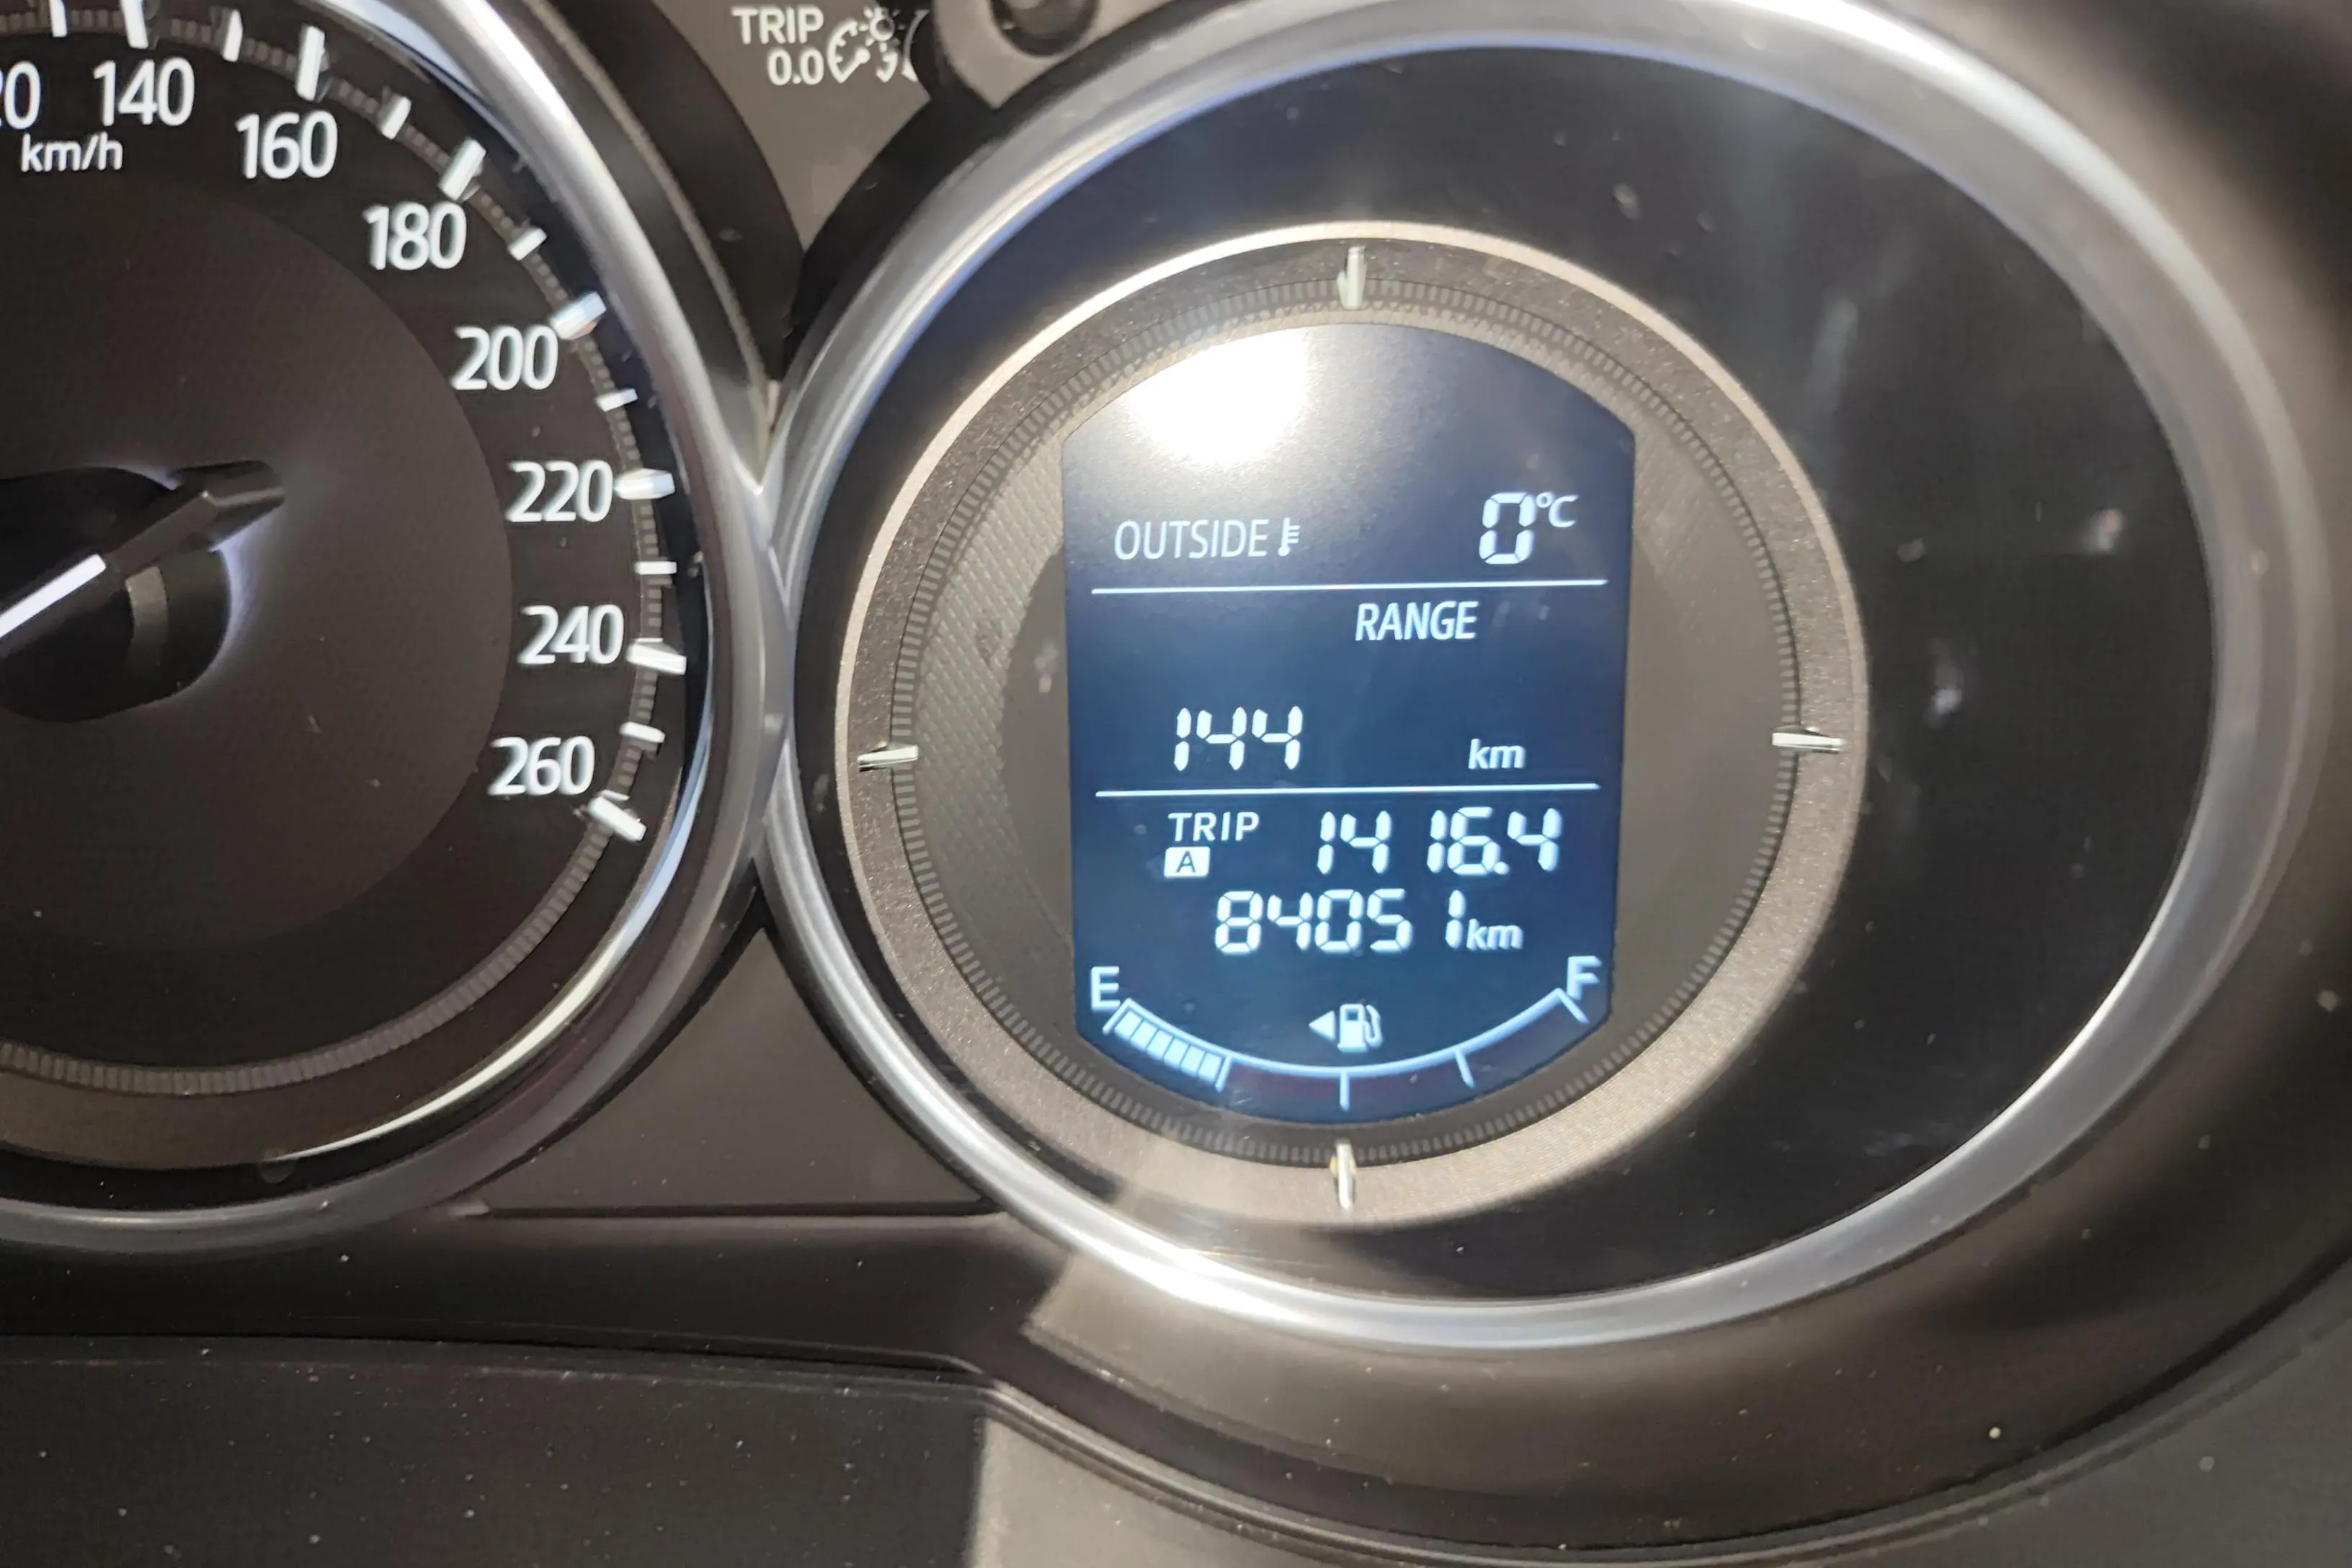 TRIP
0.0
140
km/h
160
180
200
220
240
260
OUTSIDE 0°C
RANGE
144 km
TRIP A 1416.4
84051 km
E F